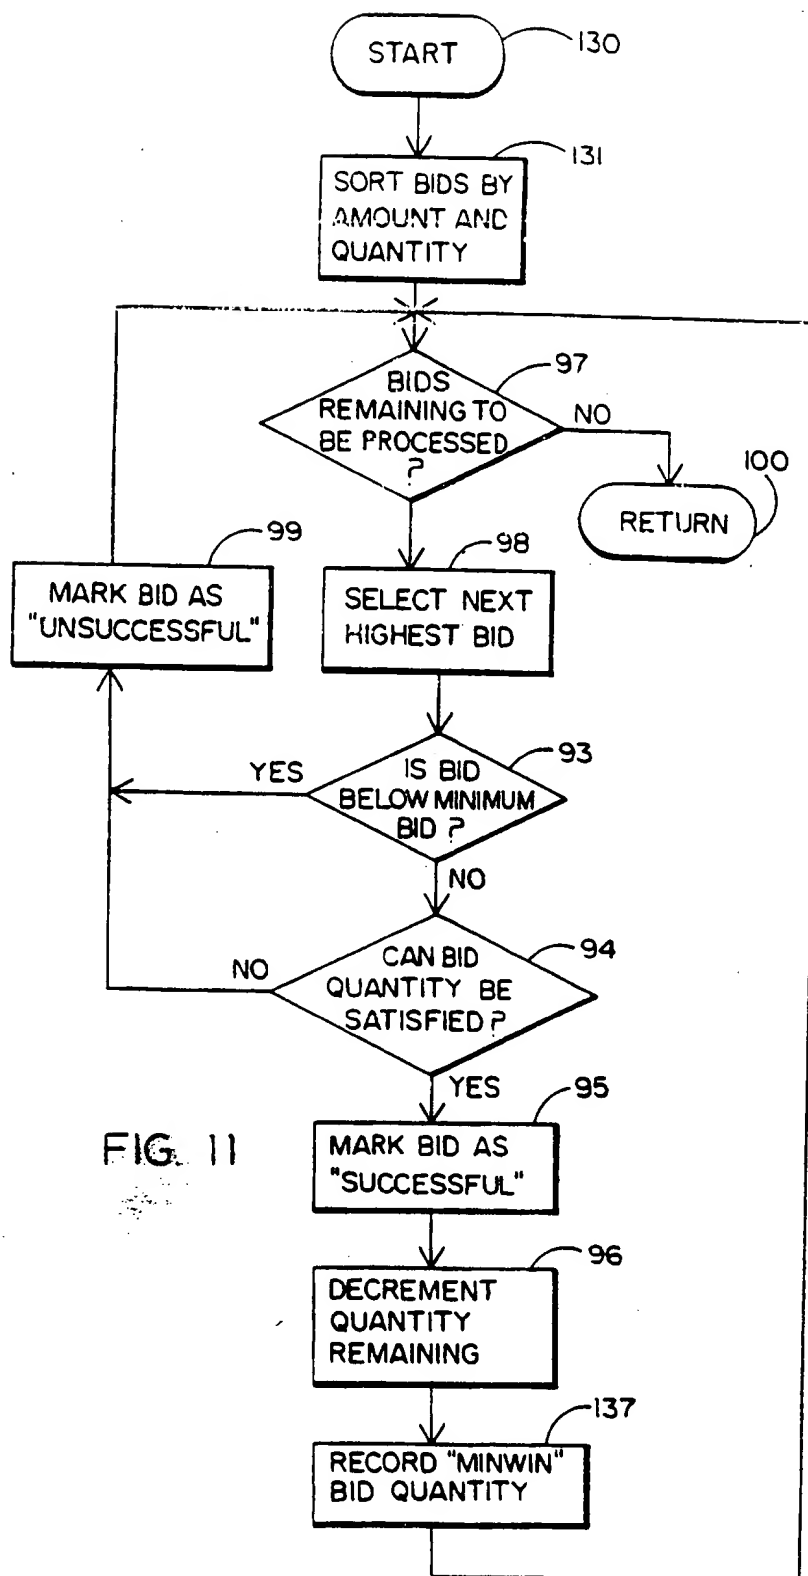 START
130
131
SORT BIDS BY
AMOUNT AND
QUANTITY
97
BIDS
REMAINING TO
BE PROCESSED
?
NO
100
RETURN
99
MARK BID AS
"UNSUCCESSFUL"
98
SELECT NEXT
HIGHEST BID
93
YES
IS BID
BELOW MINIMUM
BID ?
NO
94
NO
CAN BID
QUANTITY BE
SATISFIED ?
YES
95
MARK BID AS
"SUCCESSFUL"
FIG. 11
96
DECREMENT
QUANTITY
REMAINING
137
RECORD "MINWIN"
BID QUANTITY